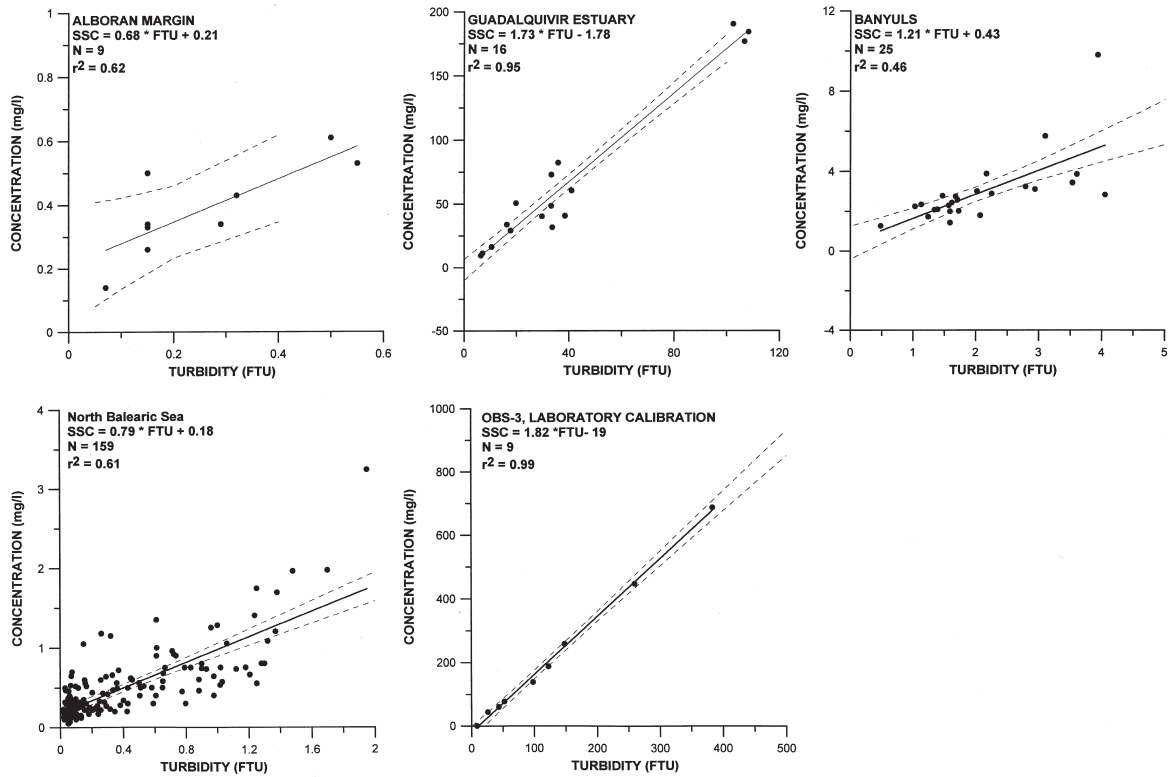 ALBORAN MARGIN
SSC = 0.68 * FTU + 0.21
N = 9
r2 = 0.62
CONCENTRATION (mg/l)
1
0.8
0.6
0.4
0.2
0
0 0.2 0.4 0.6
TURBIDITY (FTU)
GUADALQUIVIR ESTUARY
SSC = 1.73 * FTU - 1.78
N = 16
r2 = 0.95
CONCENTRATION (mg/l)
200
150
100
50
0
-50
0 40 80 120
TURBIDITY (FTU)
BANYULS
SSC = 1.21 * FTU + 0.43
N = 25
r2 = 0.46
CONCENTRATION (mg/l)
12
8
4
0
-4
0 1 2 3 4 5
TURBIDITY (FTU)
North Balearic Sea
SSC = 0.79 * FTU + 0.18
N = 159
r2 = 0.61
CONCENTRATION (mg/l)
4
3
2
1
0
0 0.4 0.8 1.2 1.6 2
TURBIDITY (FTU)
OBS-3, LABORATORY CALIBRATION
SSC = 1.82 *FTU- 19
N = 9
r2 = 0.99
CONCENTRATION (mg/l)
1000
800
600
400
200
0
0 100 200 300 400 500
TURBIDITY (FTU)